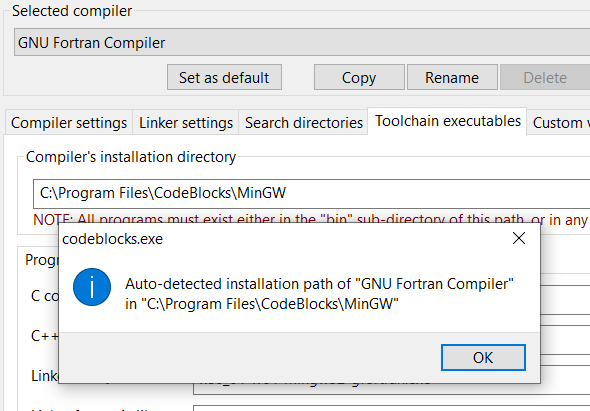 Selected compiler
GNU Fortran Compiler
Set as default
Copy
Rename
Delete
Compiler settings
Linker settings
Search directories
Toolchain executables
Custom v
Compiler's installation directory
C:\Program Files\CodeBlocks\MinGW
NOTE: All programs must exist either in the "bin" sub-directory of this path, or in any
Prog
codeblocks.exe
Auto-detected installation path of "GNU Fortran Compiler"
in "C:\Program Files\CodeBlocks\MinGW"
C co
C++
Link
OK